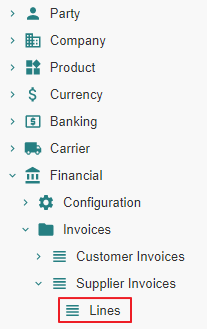 Party
Company
Product
Currency
Banking
Carrier
Financial
Configuration
Invoices
Customer Invoices
Supplier Invoices
Lines